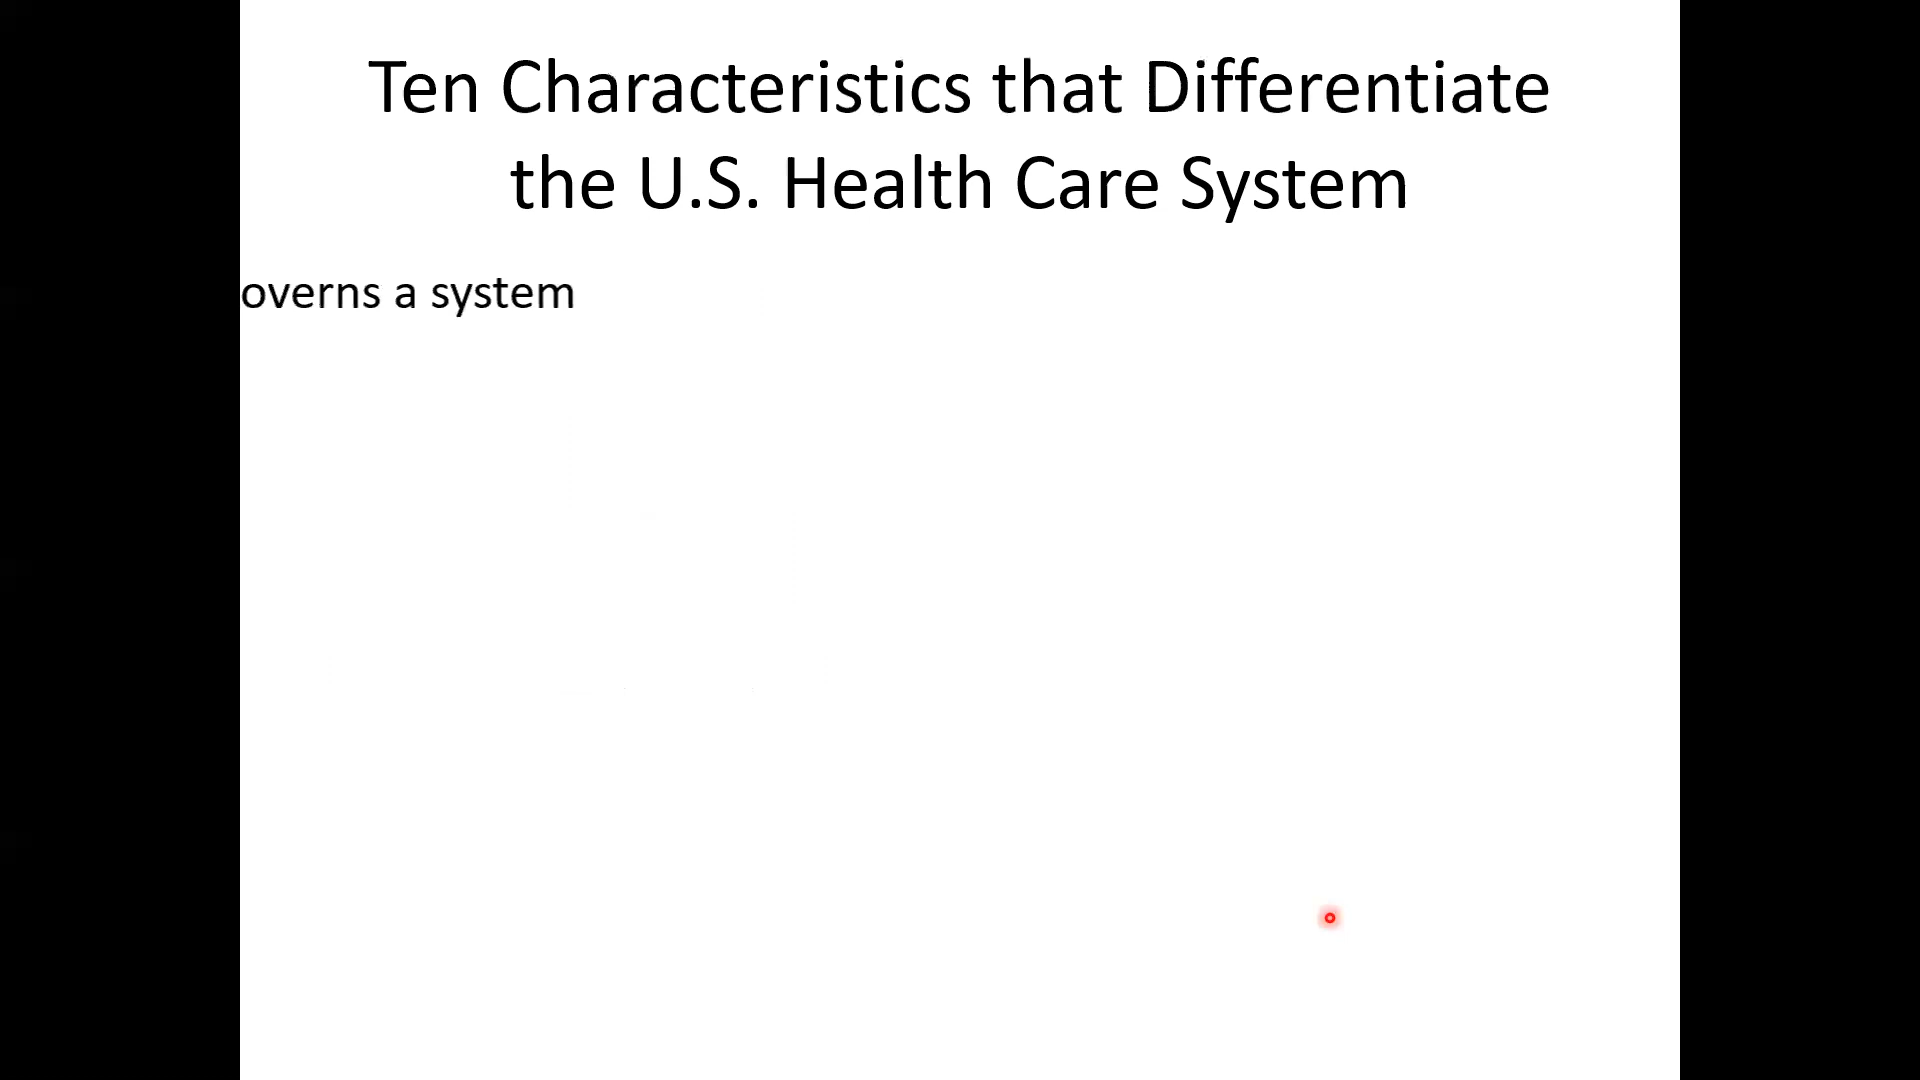 Ten Characteristics that Differentiate
the U.S. Health Care System
overns a system